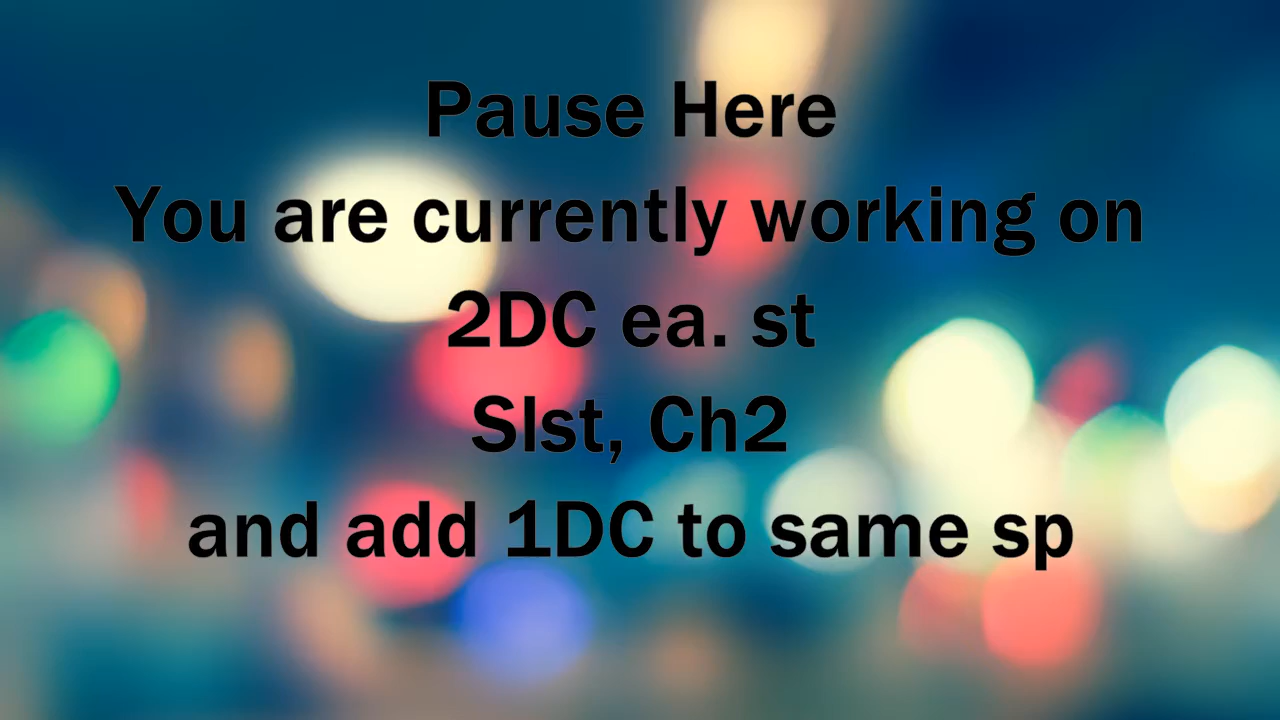 Pause Here
You are currently working on
2DC ea. st
Slst, Ch2
and add 1DC to same sp